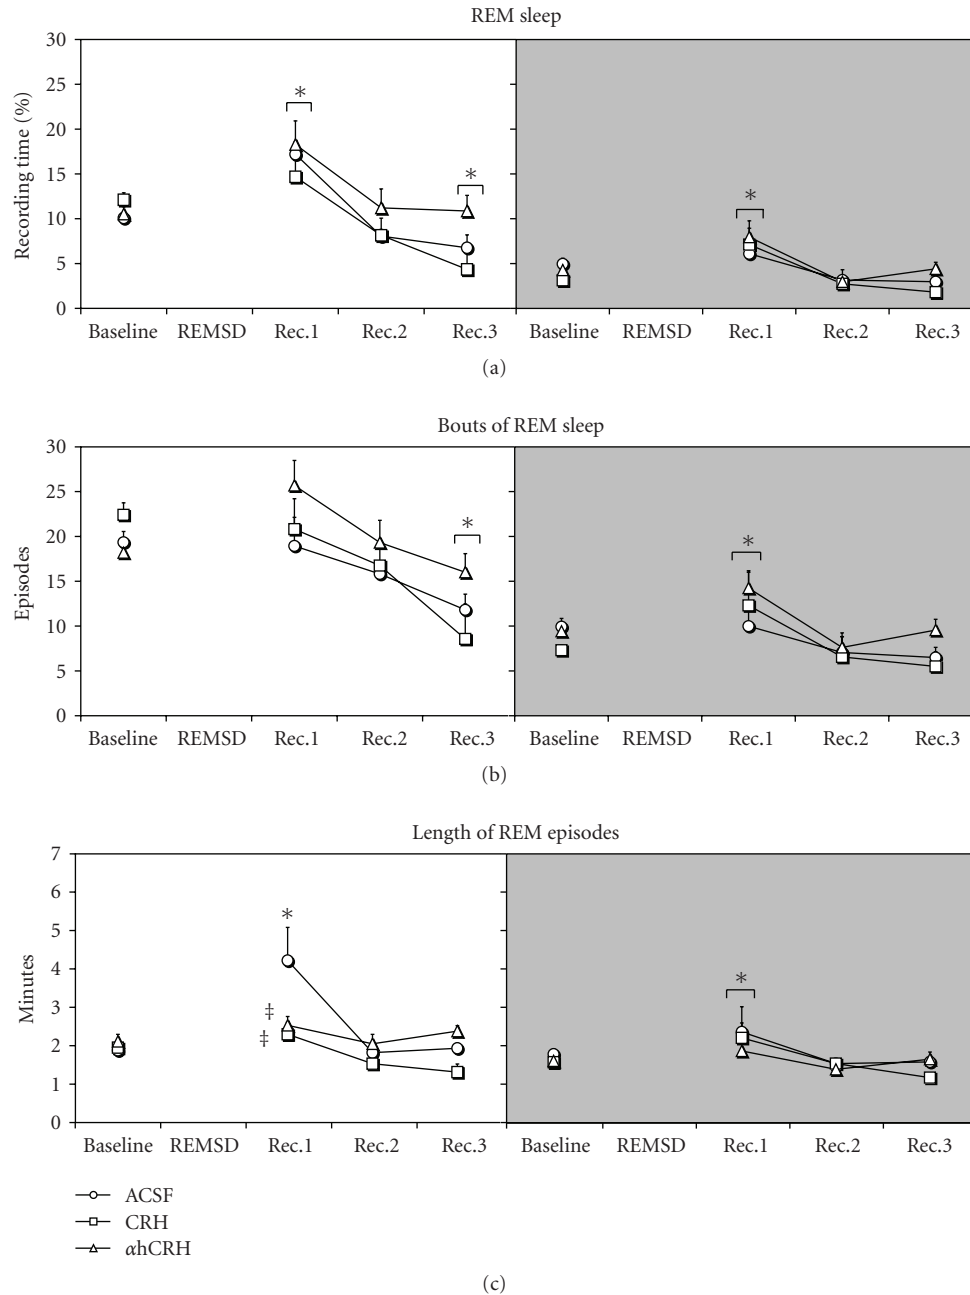 REM sleep
Recording time (%)
30
25
20
15
10
5
0
*
*
*
Baseline REMSD Rec.1 Rec.2 Rec.3 Baseline REMSD Rec.1 Rec.2 Rec.3
(a)
Bouts of REM sleep
Episodes
30
25
20
15
10
5
0
*
*
Baseline REMSD Rec.1 Rec.2 Rec.3 Baseline REMSD Rec.1 Rec.2 Rec.3
(b)
Length of REM episodes
Minutes
7
6
5
4
3
2
1
0
*
‡
‡
*
Baseline REMSD Rec.1 Rec.2 Rec.3 Baseline REMSD Rec.1 Rec.2 Rec.3
ACSF
CRH
αhCRH
(c)